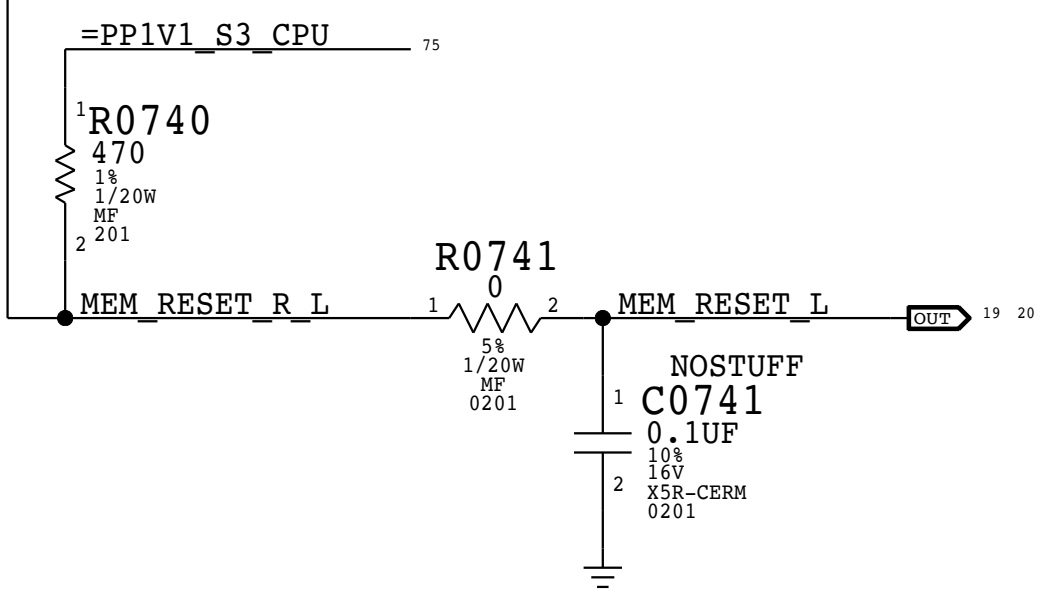 =PP1V1_S3_CPU
75
1
R0740
470
1%
1/20W
MF
201
2
R0741
0
MEM_RESET_R_L
1
2
MEM_RESET_L
OUT
19 20
5%
1/20W
MF
0201
NOSTUFF
1
C0741
0.1UF
10%
16V
2
X5R-CERM
0201